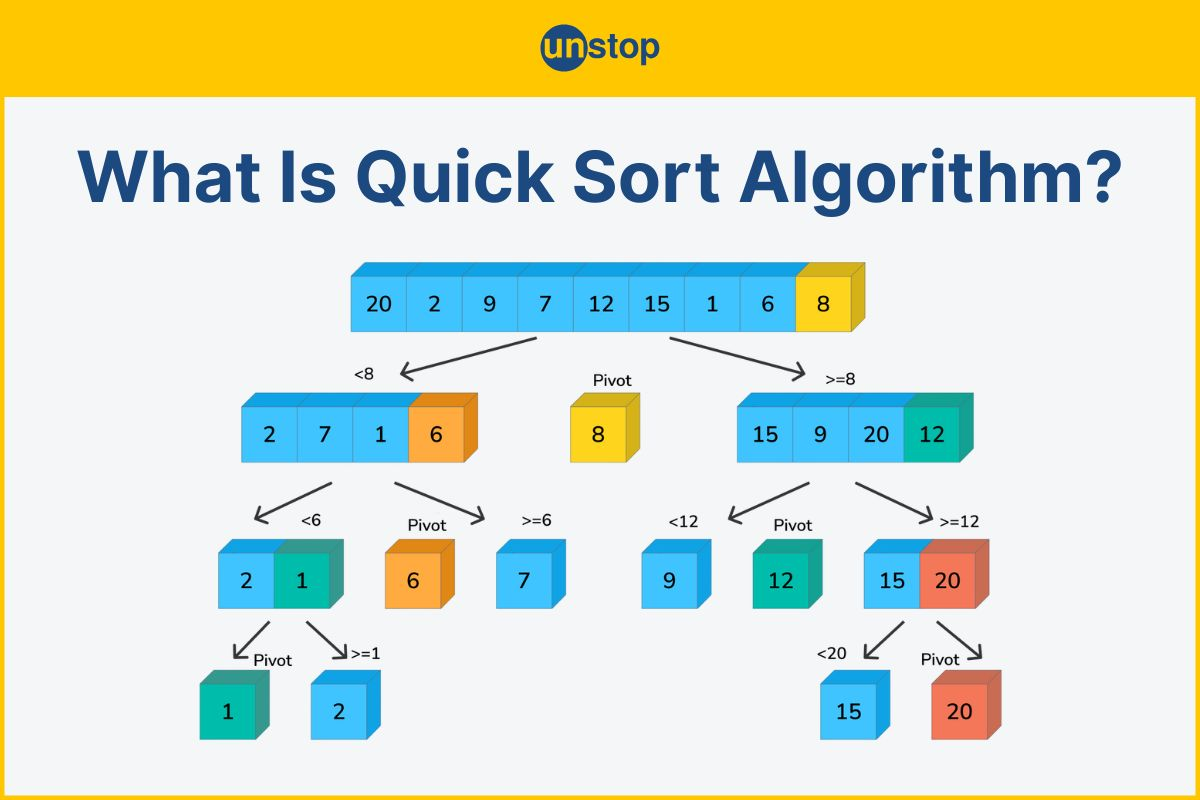 unstop
What Is Quick Sort Algorithm?
20 2 9 7 12 15 1 6 8
<8 Pivot >=8
2 7 1 6 8 15 9 20 12
<6 Pivot >=6 <12 Pivot >=12
2 1 6 7 9 12 15 20
Pivot >=1 <20 Pivot
1 2 15 20